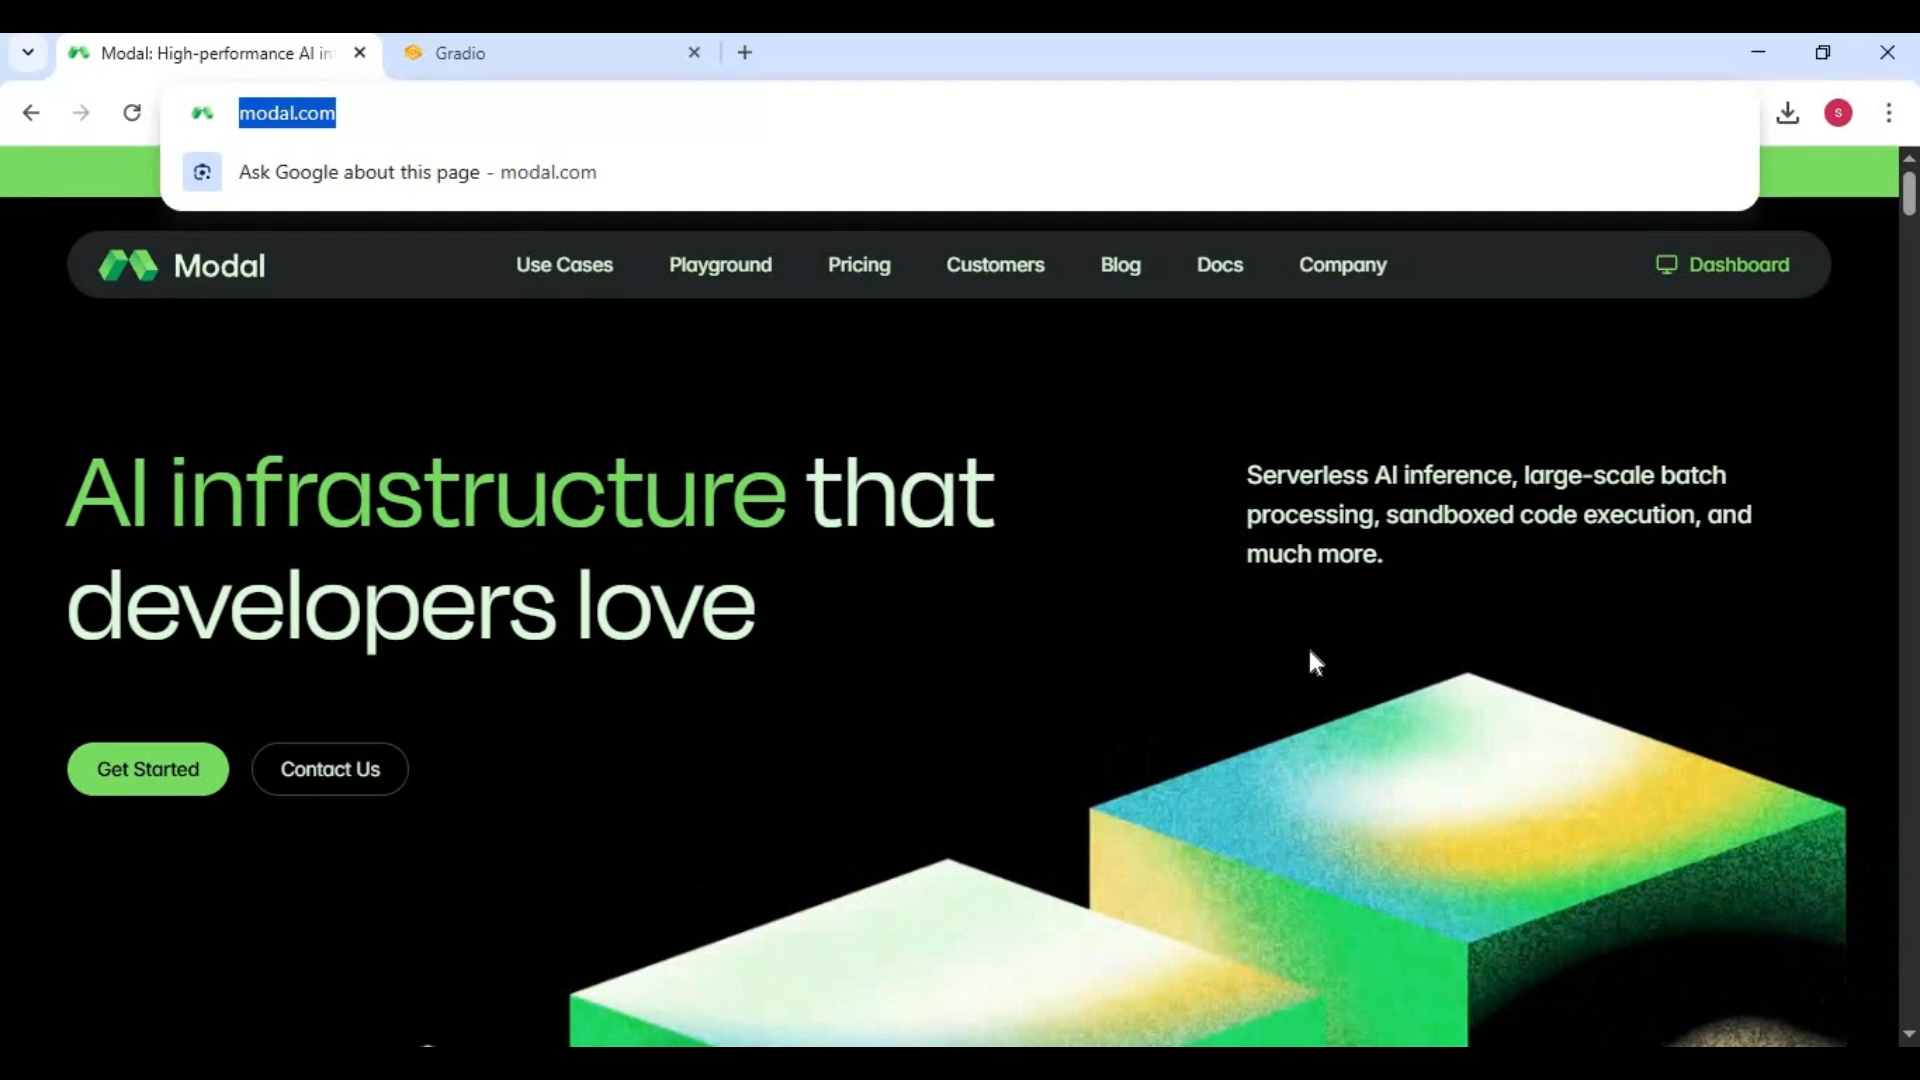 Modal: High-performance AI in
Gradio
modal.com
S
Ask Google about this page - modal.com
Modal
Use Cases
Playground
Pricing
Customers
Blog
Docs
Company
Dashboard
AI infrastructure that
developers love
Serverless AI inference, large-scale batch
processing, sandboxed code execution, and
much more.
Get Started
Contact Us